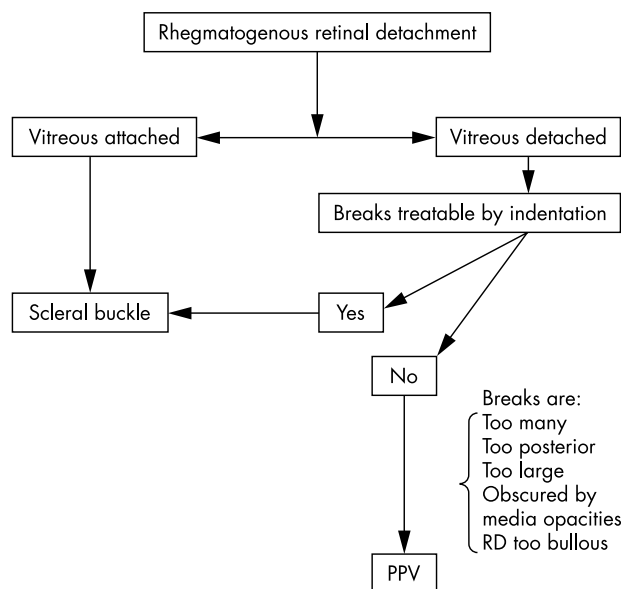 Rhegmatogenous retinal detachment
Vitreous attached
Vitreous detached
Breaks treatable by indentation
Scleral buckle
Yes
No
Breaks are:
Too many
Too posterior
Too large
Obscured by
media opacities
RD too bullous
PPV